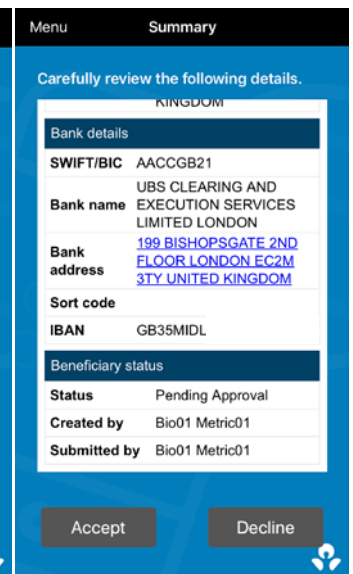 Menu Summary
Carefully review the following details.
KINGDOM
Bank details
SWIFT/BIC AACCGB21
Bank name UBS CLEARING AND
EXECUTION SERVICES
LIMITED LONDON
Bank address 199 BISHOPSGATE 2ND
FLOOR LONDON EC2M
3TY UNITED KINGDOM
Sort code
IBAN GB35MIDL
Beneficiary status
Status Pending Approval
Created by Bio01 Metric01
Submitted by Bio01 Metric01
Accept Decline